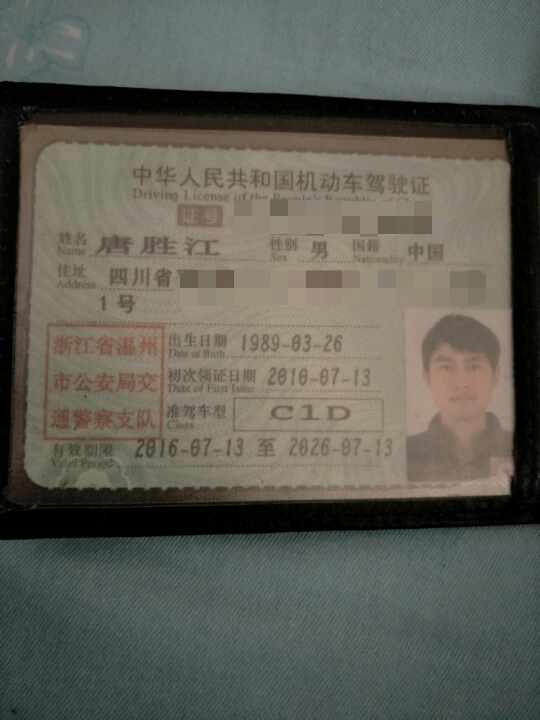 中华人民共和国机动车驾驶证
Driving License of the People's Republic of
证号
姓名 唐胜江 性别 男 国籍 中国
Name Sex Nationality
住址 四川省
Address
1号
浙江省温州
市公安局交
通警察支队
出生日期 1989-03-26
Date of Birth
初次领证日期 2010-07-13
Date of First Issue
准驾车型 C1D
Class
有效期限 2016-07-13 至 2026-07-13
Valid Period